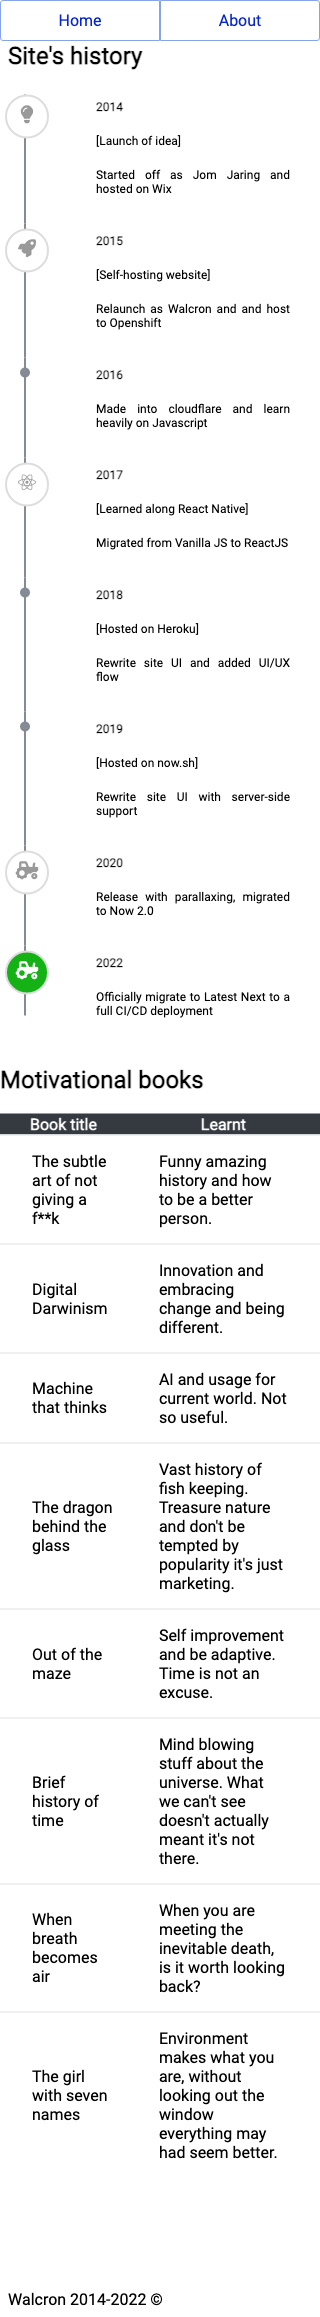 Home About
Site's history
2014
[Launch of idea]
Started off as Jom Jaring and
hosted on Wix
2015
[Self-hosting website]
Relaunch as Walcron and and host
to Openshift
2016
Made into cloudflare and learn
heavily on Javascript
2017
[Learned along React Native]
Migrated from Vanilla JS to ReactJS
2018
[Hosted on Heroku]
Rewrite site UI and added UI/UX
flow
2019
[Hosted on now.sh]
Rewrite site UI with server-side
support
2020
Release with parallaxing, migrated
to Now 2.0
2022
Officially migrate to Latest Next to a
full CI/CD deployment
Motivational books
Book title Learnt
The subtle
art of not
giving a
f**k
Funny amazing
history and how
to be a better
person.
Digital
Darwinism
Innovation and
embracing
change and being
different.
Machine
that thinks
AI and usage for
current world. Not
so useful.
The dragon
behind the
glass
Vast history of
fish keeping.
Treasure nature
and don't be
tempted by
popularity it's just
marketing.
Out of the
maze
Self improvement
and be adaptive.
Time is not an
excuse.
Brief
history of
time
Mind blowing
stuff about the
universe. What
we can't see
doesn't actually
meant it's not
there.
When
breath
becomes
air
When you are
meeting the
inevitable death,
is it worth looking
back?
The girl
with seven
names
Environment
makes what you
are, without
looking out the
window
everything may
had seem better.
Walcron 2014-2022 ©